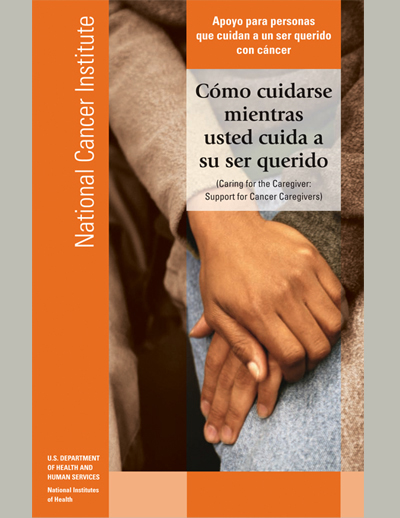 National Cancer Institute
Apoyo para personas
que cuidan a un ser querido
con cáncer
Cómo cuidarse
mientras
usted cuida a
su ser querido
(Caring for the Caregiver:
Support for Cancer Caregivers)
U.S. DEPARTMENT
OF HEALTH AND
HUMAN SERVICES
National Institutes
of Health